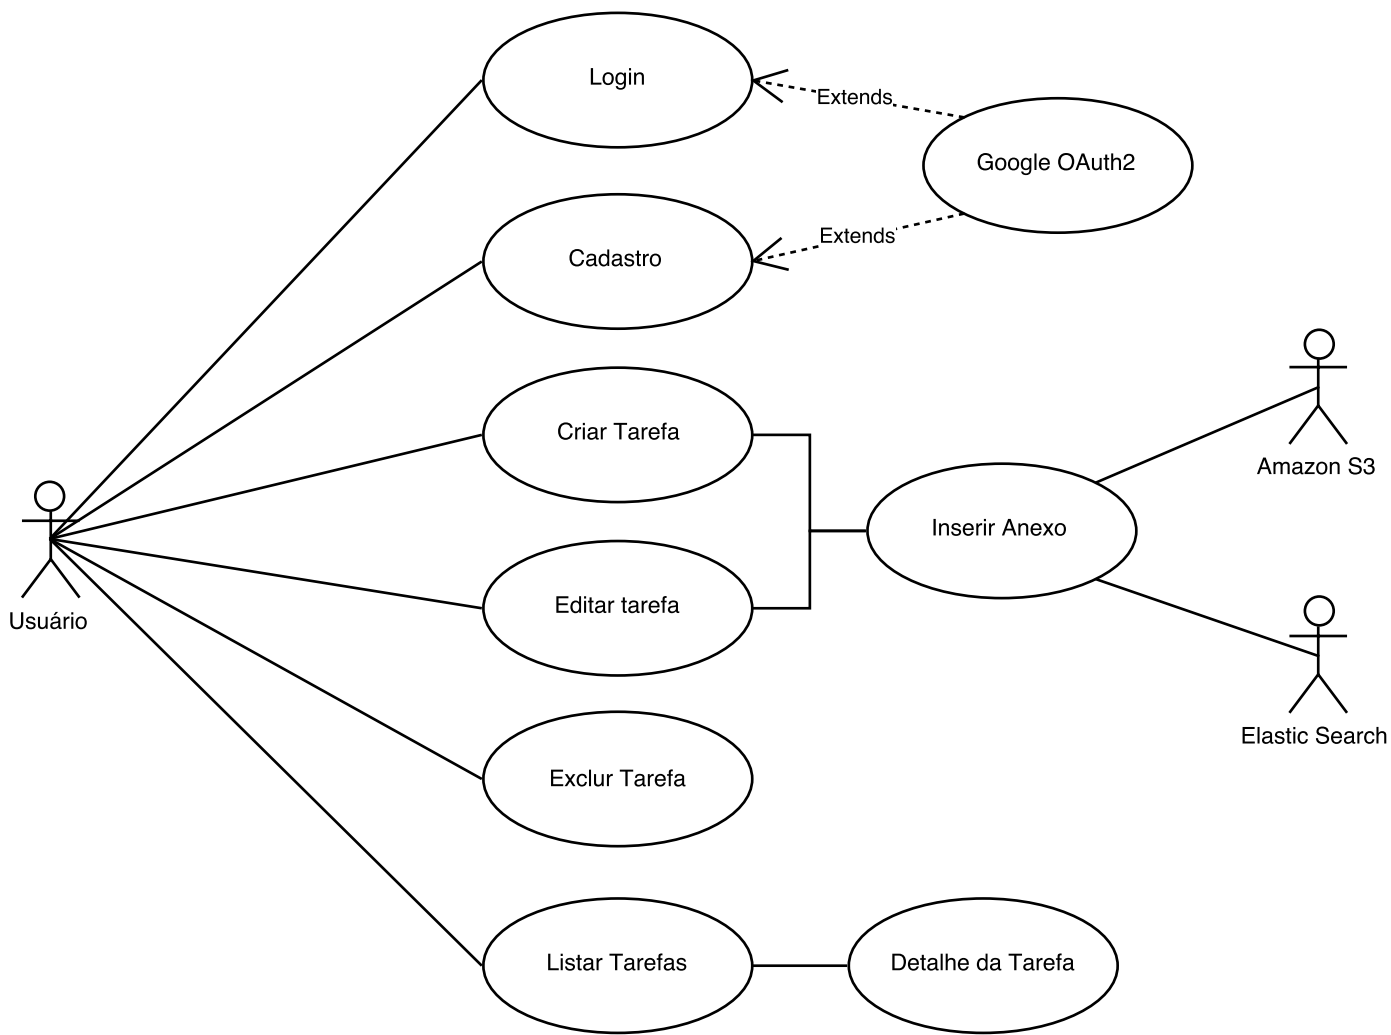 Login
Extends
Google OAuth2
Extends
Cadastro
Criar Tarefa
Amazon S3
Inserir Anexo
Editar tarefa
Usuário
Elastic Search
Exclur Tarefa
Listar Tarefas
Detalhe da Tarefa